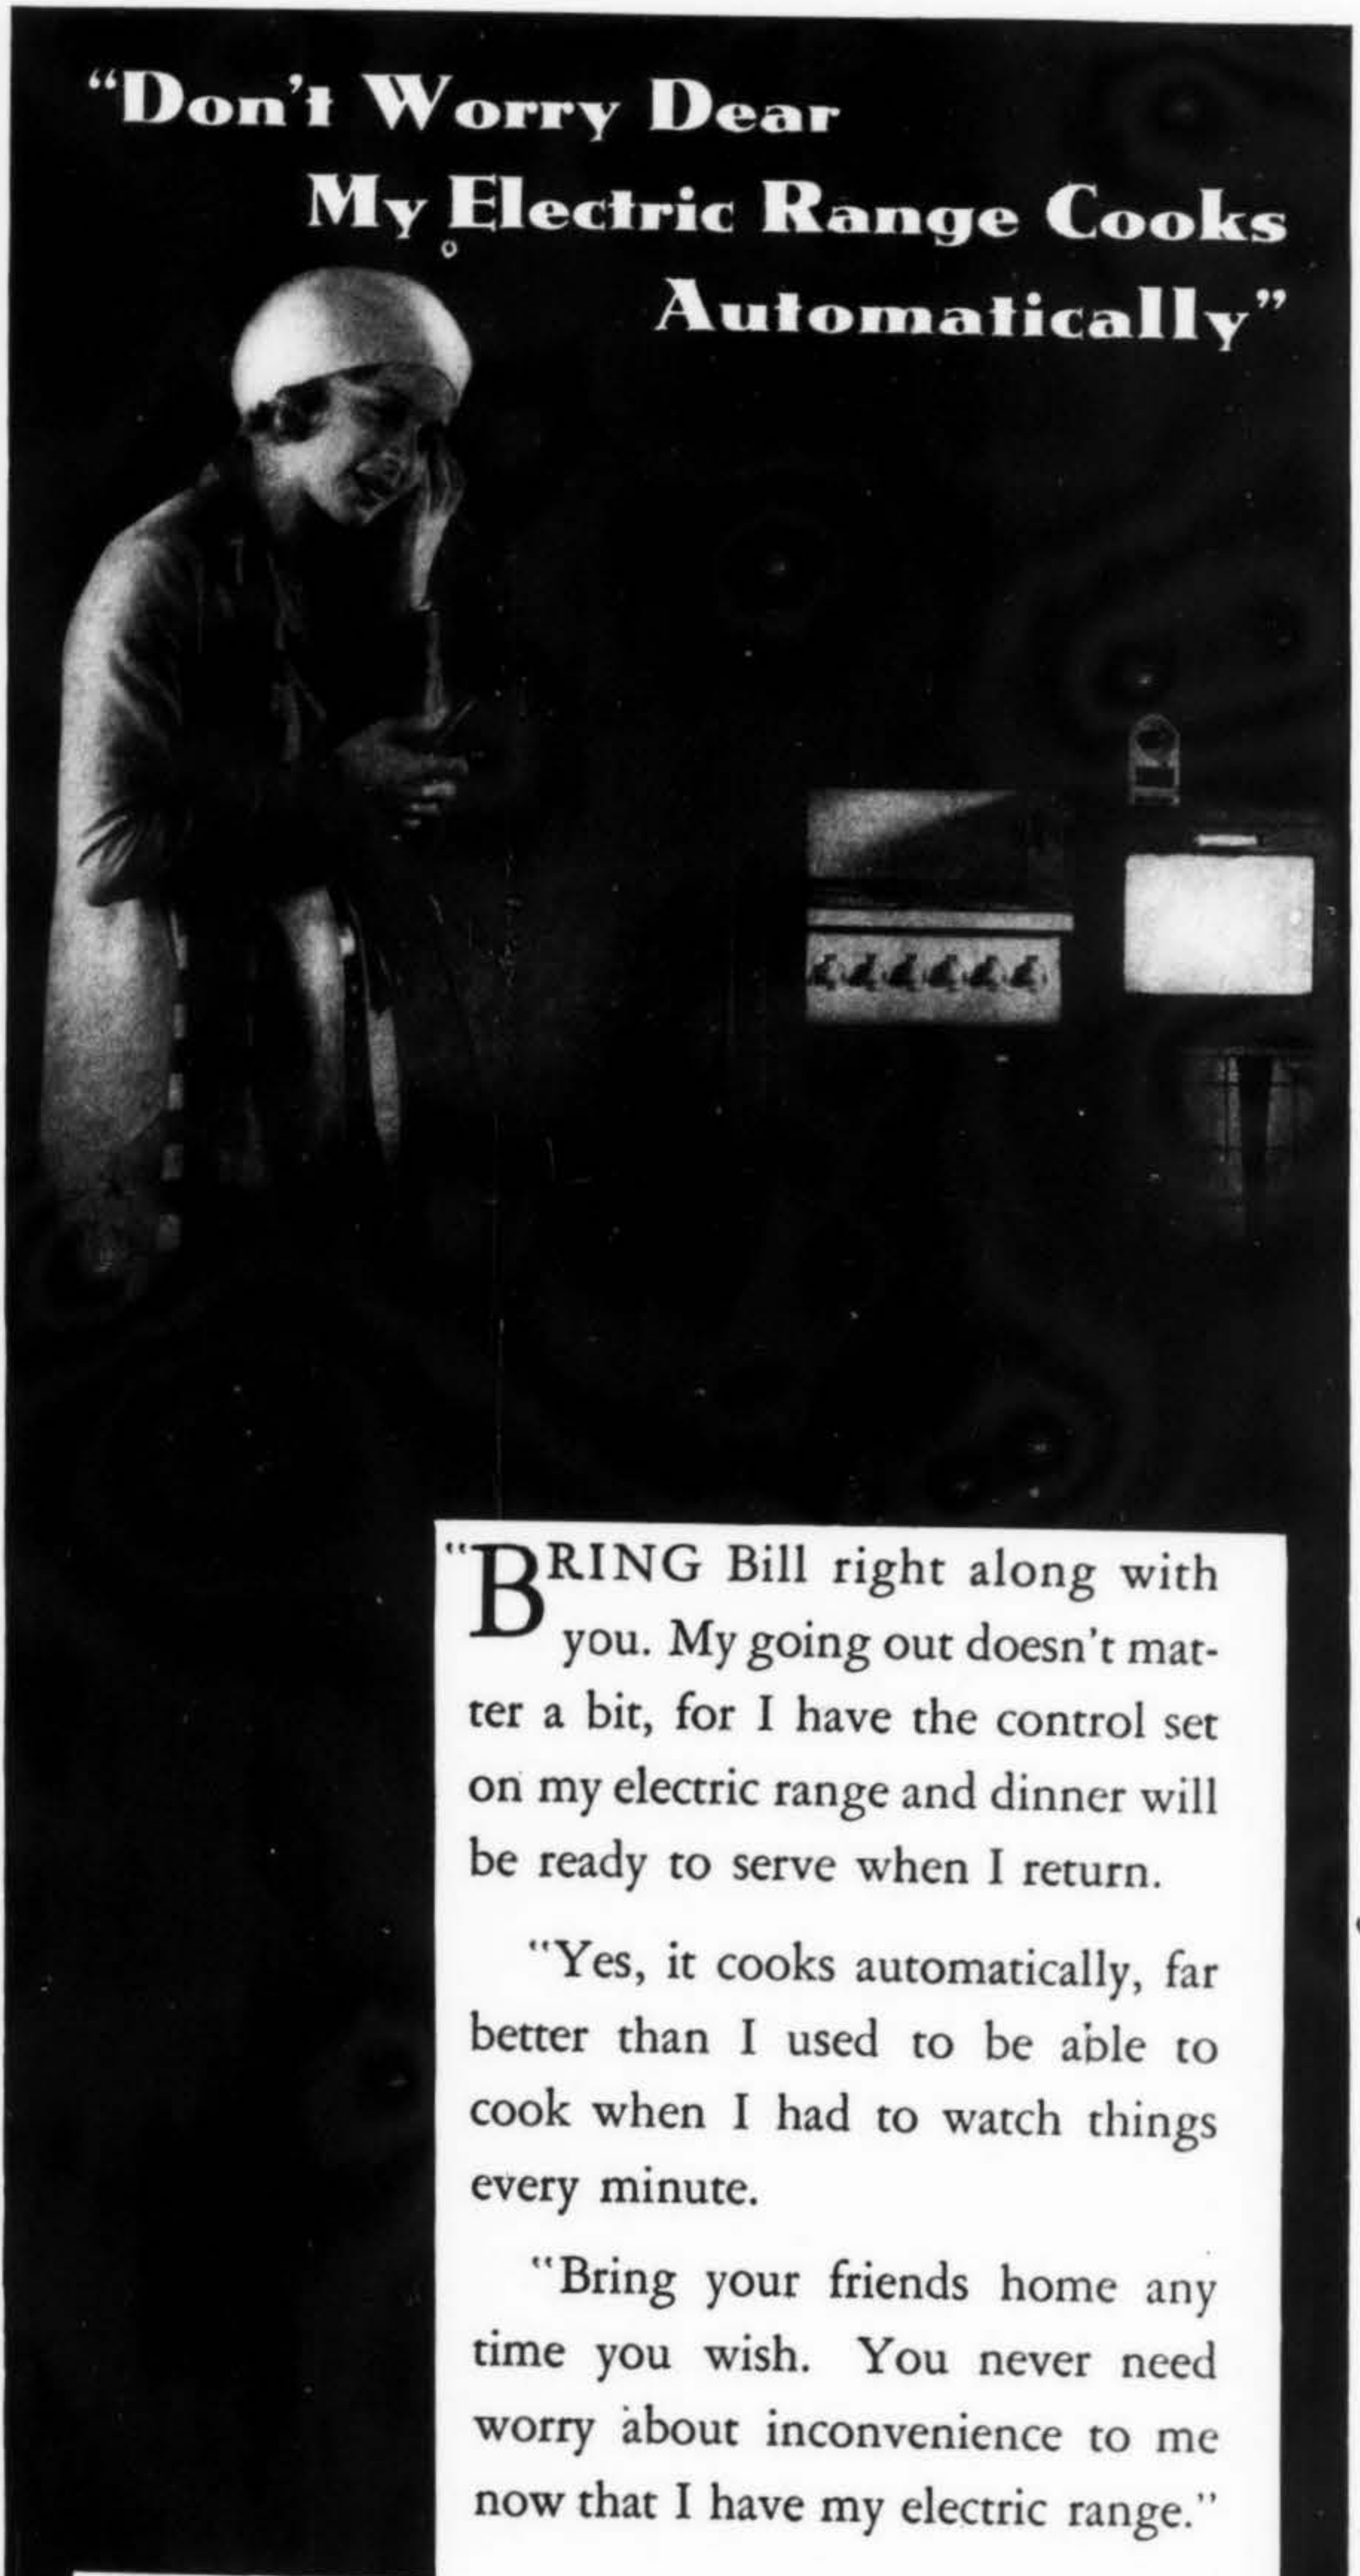 “Don't Worry Dear
My Electric Range Cooks
Automatically”
“BRING Bill right along with
you. My going out doesn't mat-
ter a bit, for I have the control set
on my electric range and dinner will
be ready to serve when I return.
“Yes, it cooks automatically, far
better than I used to be able to
cook when I had to watch things
every minute.
“Bring your friends home any
time you wish. You never need
worry about inconvenience to me
now that I have my electric range.”